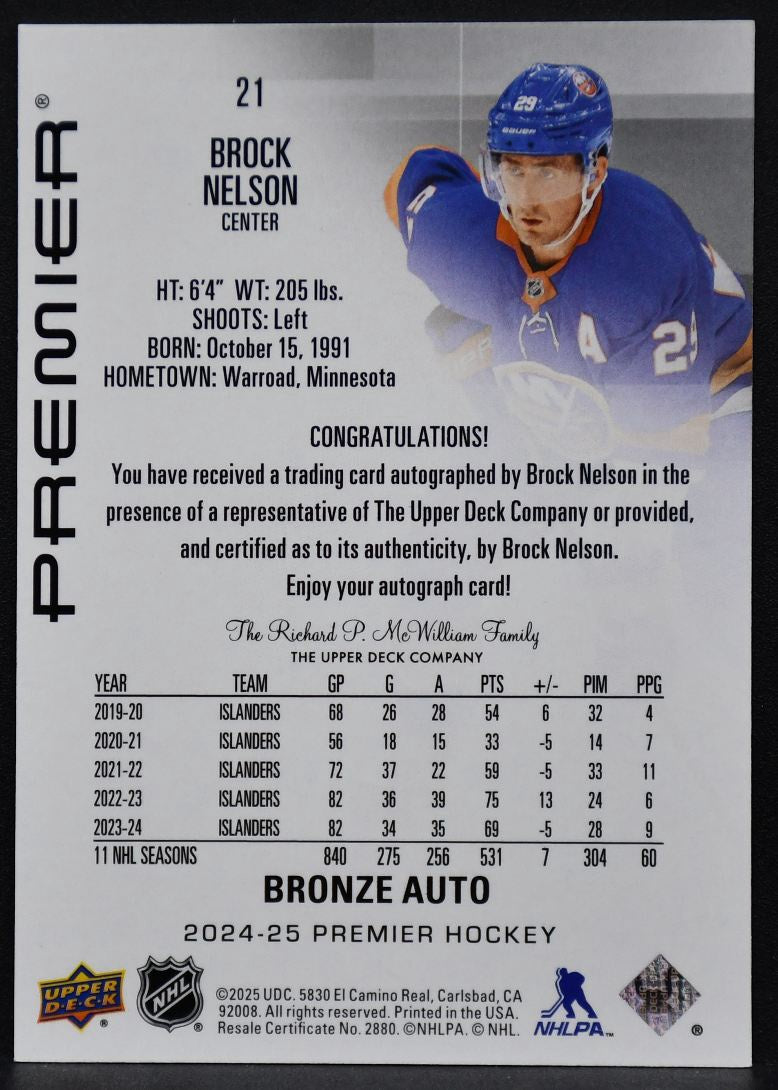 21
BROCK
NELSON
CENTER
PREMIER®
29
BAUER
A
29
HT: 6'4" WT: 205 lbs.
SHOOTS: Left
BORN: October 15, 1991
HOMETOWN: Warroad, Minnesota
CONGRATULATIONS!
You have received a trading card autographed by Brock Nelson in the
presence of a representative of The Upper Deck Company or provided,
and certified as to its authenticity, by Brock Nelson.
Enjoy your autograph card!
The Richard P. McWilliam Family
THE UPPER DECK COMPANY
YEAR TEAM GP G A PTS +/- PIM PPG
2019-20 ISLANDERS 68 26 28 54 6 32 4
2020-21 ISLANDERS 56 18 15 33 -5 14 7
2021-22 ISLANDERS 72 37 22 59 -5 33 11
2022-23 ISLANDERS 82 36 39 75 13 24 6
2023-24 ISLANDERS 82 34 35 69 -5 28 9
11 NHL SEASONS 840 275 256 531 7 304 60
BRONZE AUTO
2024-25 PREMIER HOCKEY
UPPER
D•E•C•K
®
NHL
®
©2025 UDC. 5830 El Camino Real, Carlsbad, CA
92008. All rights reserved. Printed in the USA.
Resale Certificate No. 2880. ©NHLPA. © NHL.
NHLPA™
®